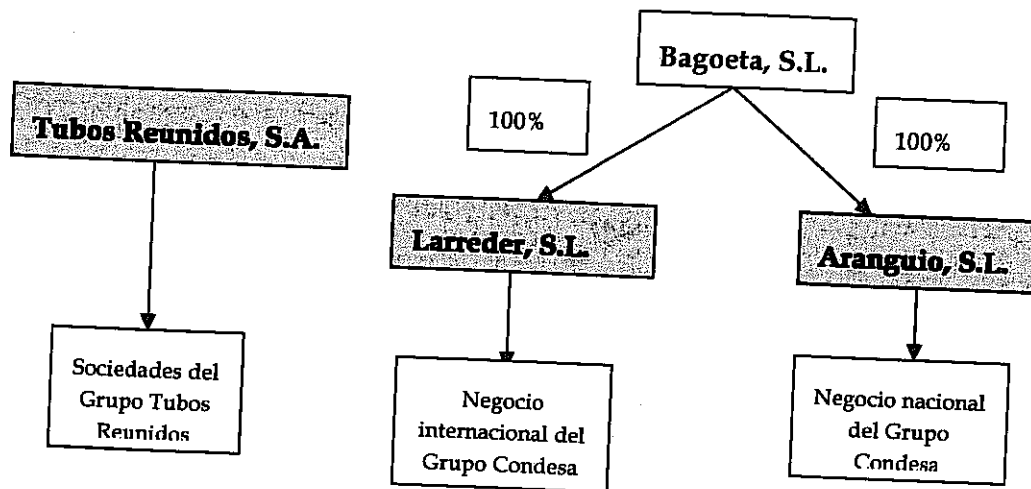 Bagoeta, S.L.
Tubos Reunidos, S.A.
100%
100%
Larreder, S.L.
Aranguio, S.L.
Sociedades del
Grupo Tubos
Reunidos
Negocio
internacional del
Grupo Condesa
Negocio nacional
del Grupo
Condesa